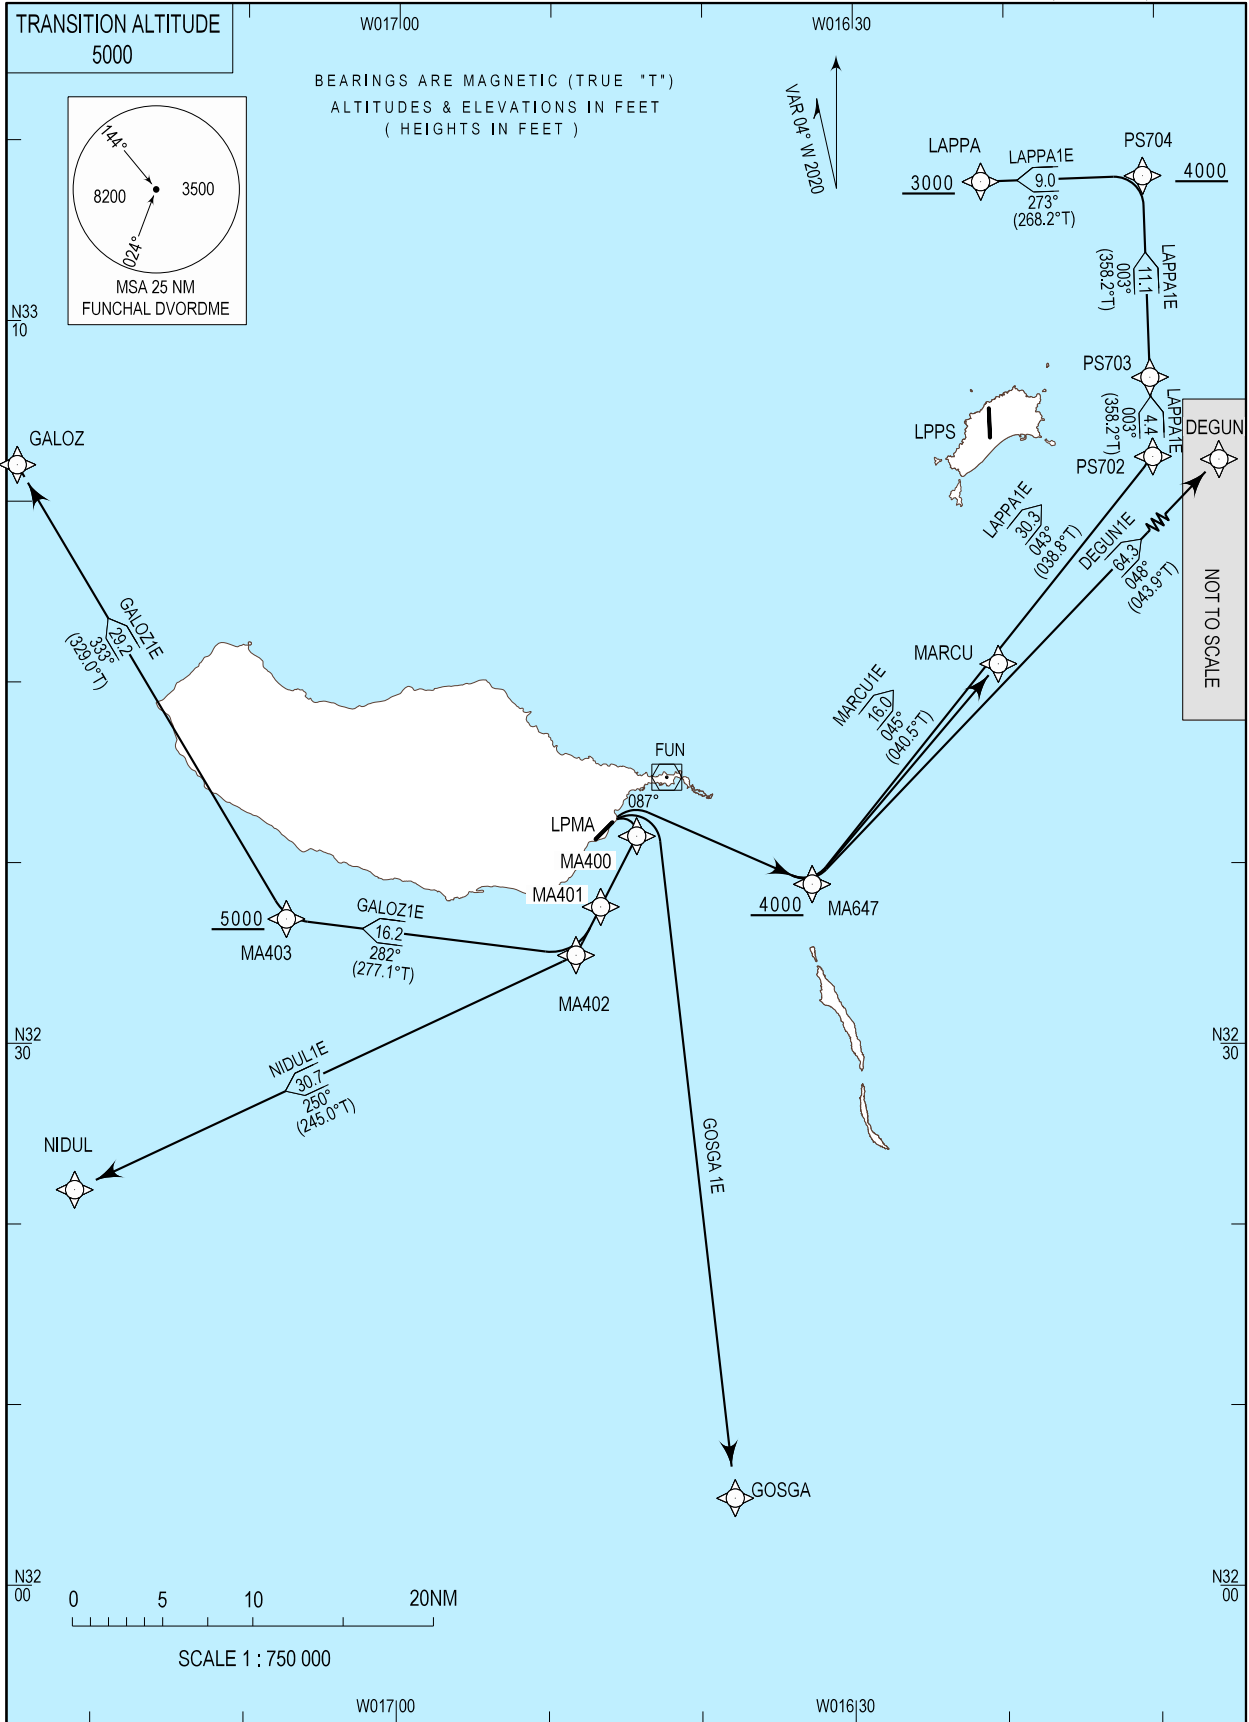 TRANSITION ALTITUDE
5000
W017 00
W016 30
BEARINGS ARE MAGNETIC (TRUE "T")
ALTITUDES & ELEVATIONS IN FEET
( HEIGHTS IN FEET )
VAR 04° W 2020
144°
8200
3500
024°
MSA 25 NM
FUNCHAL DVORDME
LAPPA
3000
LAPPA1E
9.0
273°
(268.2°T)
PS704
4000
LAPPA1E
11.1
003°
(358.2°T)
N33
10
PS703
LAPPA1E
4.4
003°
(358.2°T)
PS702
DEGUN
NOT TO SCALE
GALOZ
LPPS
LAPPA1E
30.3
043°
(038.8°T)
DEGUN1E
64.3
048°
(043.9°T)
GALOZ1E
29.2
333°
(329.0°T)
MARCU
MARCU1E
16.0
045°
(040.5°T)
FUN
087°
LPMA
MA400
MA401
4000
MA647
5000
MA403
GALOZ1E
16.2
282°
(277.1°T)
MA402
N32
30
N32
30
NIDUL1E
30.7
250°
(245.0°T)
NIDUL
GOSGA 1E
GOSGA
N32
00
N32
00
0 5 10 20NM
SCALE 1 : 750 000
W017 00
W016 30